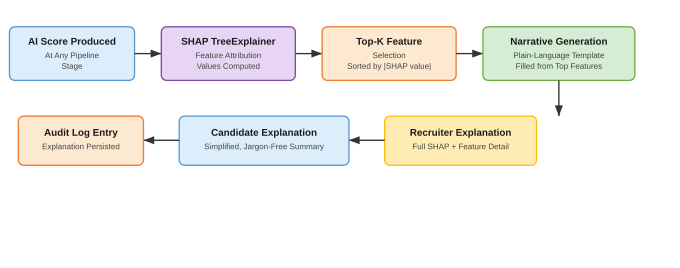 AI Score Produced
At Any Pipeline
Stage
SHAP TreeExplainer
Feature Attribution
Values Computed
Top-K Feature
Selection
Sorted by |SHAP value|
Narrative Generation
Plain-Language Template
Filled from Top Features
Audit Log Entry
Explanation Persisted
Candidate Explanation
Simplified, Jargon-Free Summary
Recruiter Explanation
Full SHAP + Feature Detail